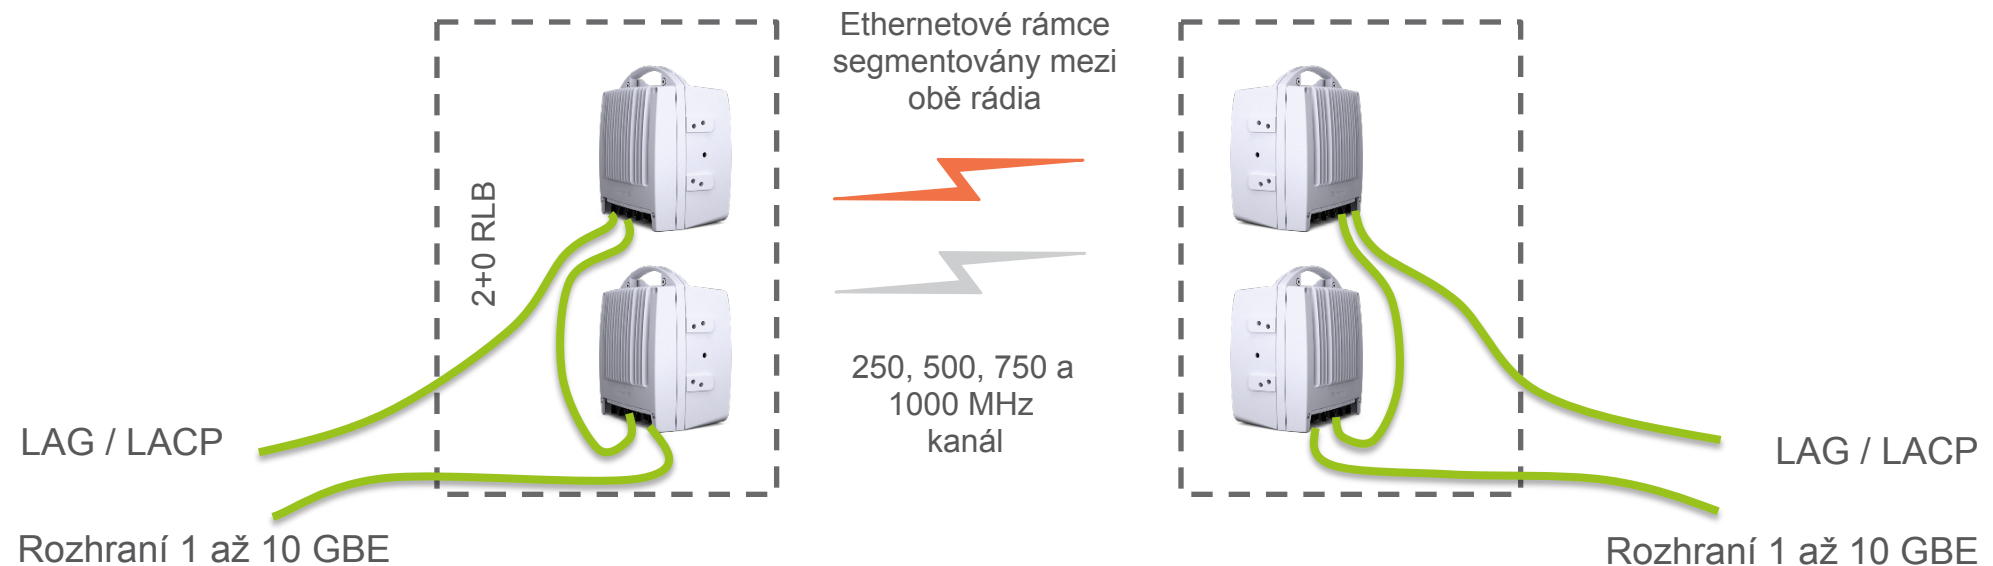 Ethernetové rámce
segmentovány mezi
obě rádia
2+0 RLB
250, 500, 750 a
1000 MHz
kanál
LAG / LACP
LAG / LACP
Rozhraní 1 až 10 GBE
Rozhraní 1 až 10 GBE